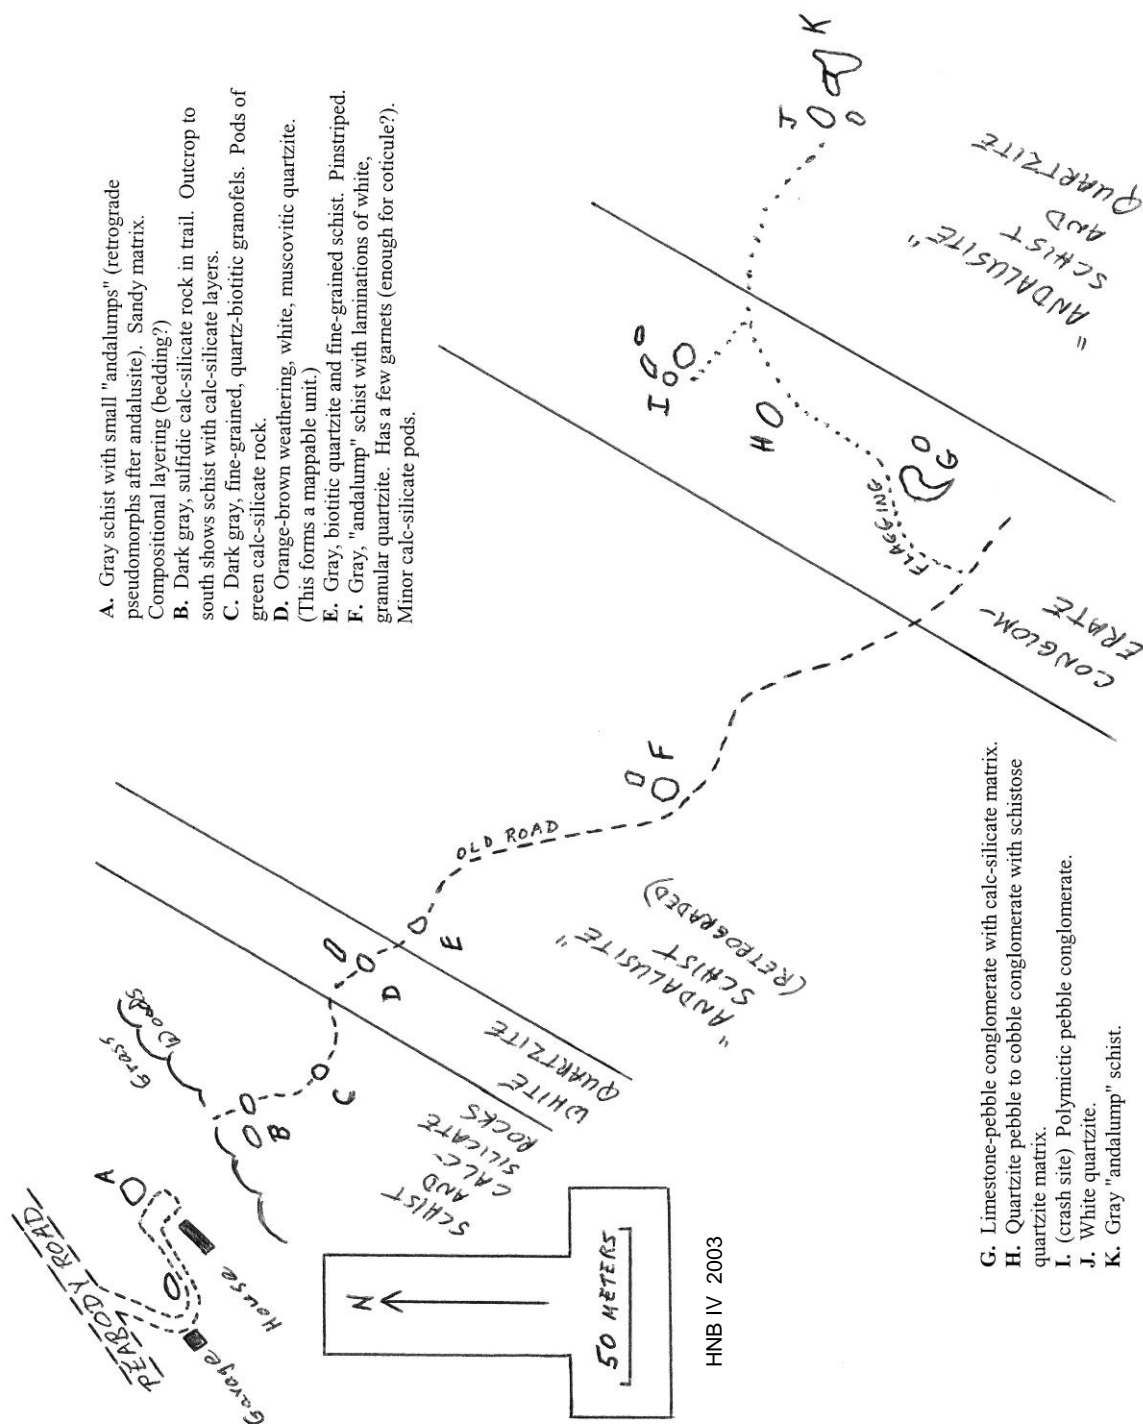 A. Gray schist with small "andalumps" (retrograde
pseudomorphs after andalusite). Sandy matrix.
Compositional layering (bedding?)
B. Dark gray, sulfidic calc-silicate rock in trail. Outcrop to
south shows schist with calc-silicate layers.
C. Dark gray, fine-grained, quartz-biotitic granofels. Pods of
green calc-silicate rock.
D. Orange-brown weathering, white, muscovitic quartzite.
(This forms a mappable unit.)
E. Gray, biotitic quartzite and fine-grained schist. Pinstriped.
F. Gray, "andalump" schist with laminations of white,
granular quartzite. Has a few garnets (enough for coticule?).
Minor calc-silicate pods.
PEABODY ROAD
Garage
House
A
Grass
Woods
B
C
D
E
OLD ROAD
F
FLAGGING
G
H
I
J
K
SCHIST
AND
CALC-
SILICATE
ROCKS
WHITE
QUARTZITE
"ANDALUSITE"
SCHIST
(RETROGRADED)
CONGLOM-
ERATE
"ANDALUSITE"
SCHIST
AND
QUARTZITE
N
50 METERS
HNB IV 2003
G. Limestone-pebble conglomerate with calc-silicate matrix.
H. Quartzite pebble to cobble conglomerate with schistose
quartzite matrix.
I. (crash site) Polymictic pebble conglomerate.
J. White quartzite.
K. Gray "andalump" schist.